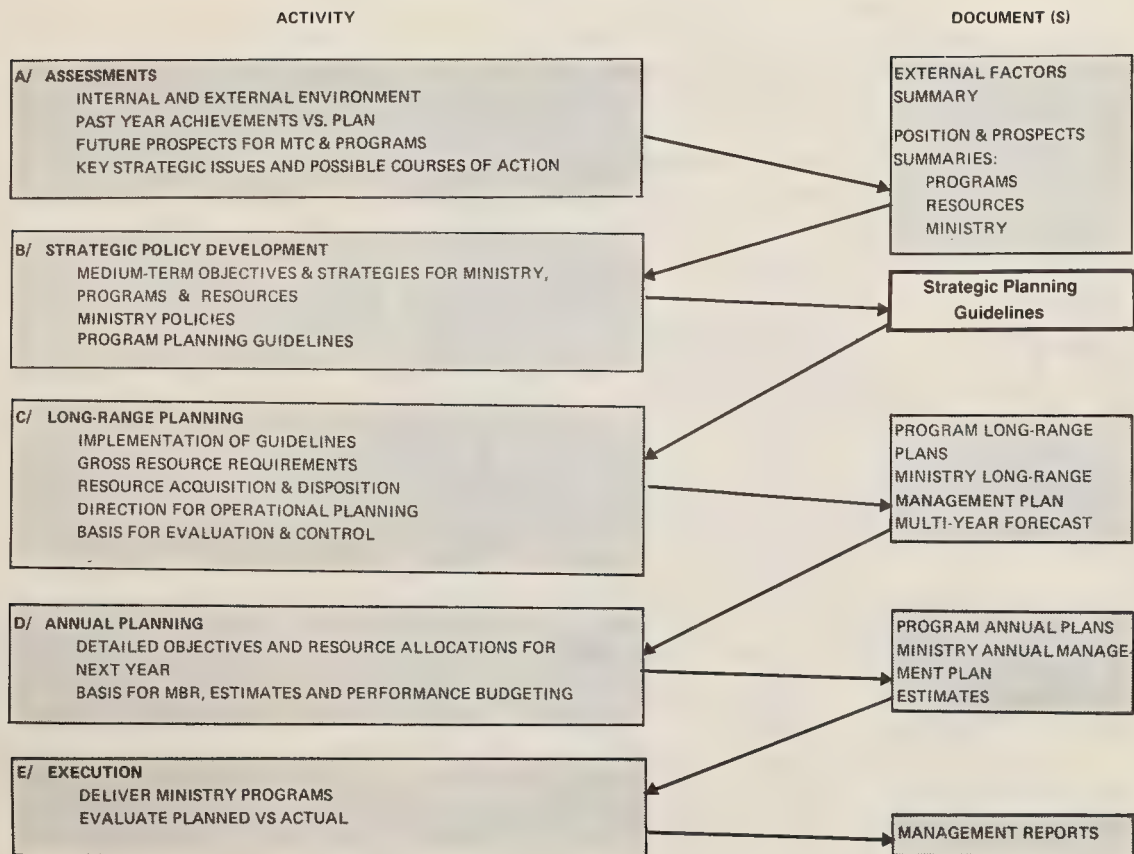 ACTIVITY
DOCUMENT (S)
A/ ASSESSMENTS
INTERNAL AND EXTERNAL ENVIRONMENT
PAST YEAR ACHIEVEMENTS VS. PLAN
FUTURE PROSPECTS FOR MTC & PROGRAMS
KEY STRATEGIC ISSUES AND POSSIBLE COURSES OF ACTION
EXTERNAL FACTORS
SUMMARY
POSITION & PROSPECTS
SUMMARIES:
PROGRAMS
RESOURCES
MINISTRY
B/ STRATEGIC POLICY DEVELOPMENT
MEDIUM-TERM OBJECTIVES & STRATEGIES FOR MINISTRY,
PROGRAMS & RESOURCES
MINISTRY POLICIES
PROGRAM PLANNING GUIDELINES
Strategic Planning
Guidelines
C/ LONG-RANGE PLANNING
IMPLEMENTATION OF GUIDELINES
GROSS RESOURCE REQUIREMENTS
RESOURCE ACQUISITION & DISPOSITION
DIRECTION FOR OPERATIONAL PLANNING
BASIS FOR EVALUATION & CONTROL
PROGRAM LONG-RANGE
PLANS
MINISTRY LONG-RANGE
MANAGEMENT PLAN
MULTI-YEAR FORECAST
D/ ANNUAL PLANNING
DETAILED OBJECTIVES AND RESOURCE ALLOCATIONS FOR
NEXT YEAR
BASIS FOR MBR, ESTIMATES AND PERFORMANCE BUDGETING
PROGRAM ANNUAL PLANS
MINISTRY ANNUAL MANAGE-
MENT PLAN
ESTIMATES
E/ EXECUTION
DELIVER MINISTRY PROGRAMS
EVALUATE PLANNED VS ACTUAL
MANAGEMENT REPORTS